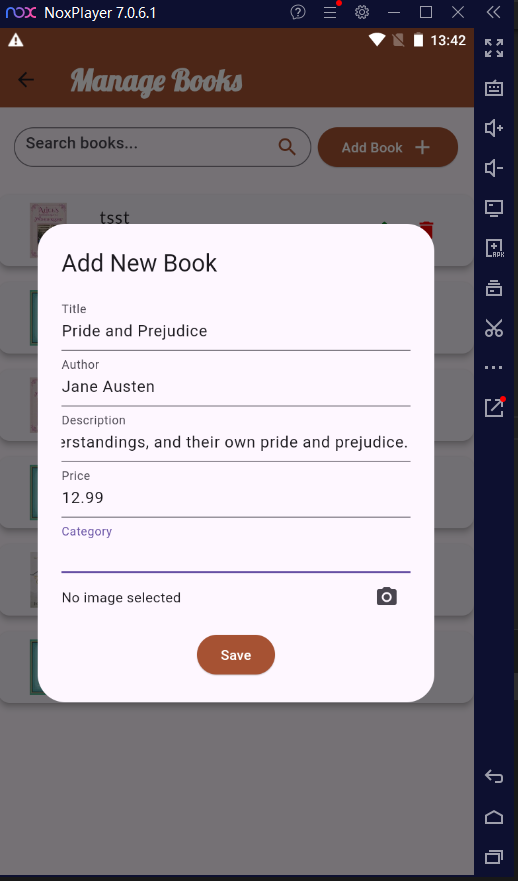 nox NoxPlayer 7.0.6.1
13:42
Manage Books
Search books...
Add Book
tsst
Add New Book
Title
Pride and Prejudice
Author
Jane Austen
Description
erstandings, and their own pride and prejudice.
Price
12.99
Category
No image selected
Save
APK